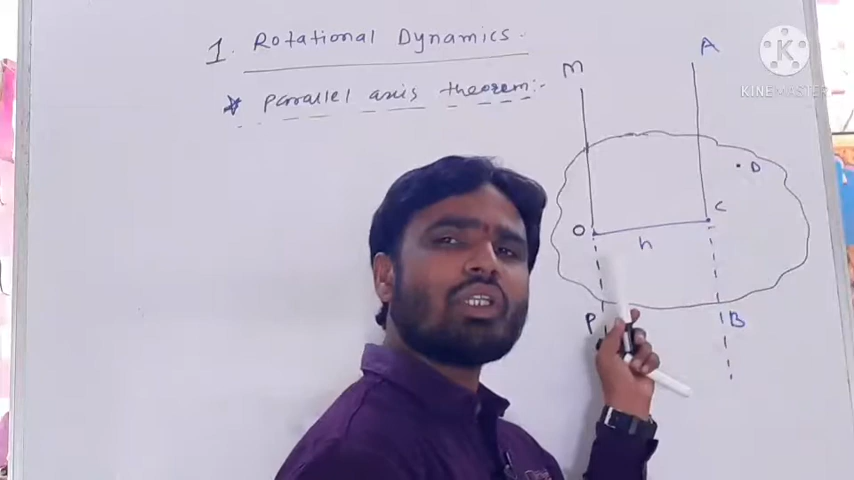 1. Rotational Dynamics.
* parallel axis theorem:-
M
A
D
C
O
h
P
B
KINEMASTER